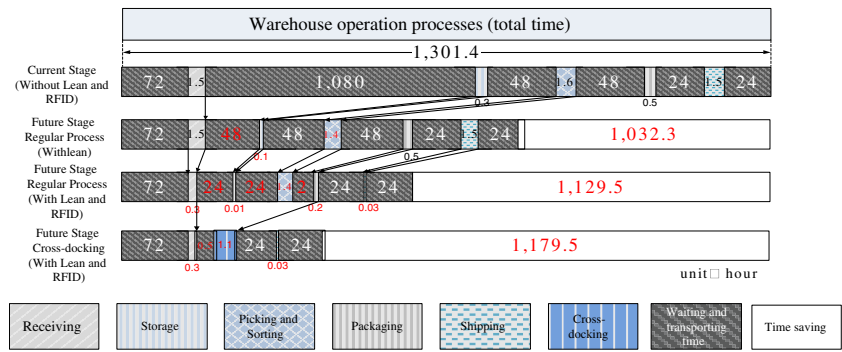 Warehouse operation processes (total time)
1,301.4
Current Stage
(Without Lean and
RFID)
72 1.5 1,080 48 1.6 48 24 1.5 24
0.3 0.5
Future Stage
Regular Process
(Withlean)
72 1.5 48 48 1.4 48 24 1.5 24 1,032.3
0.1 0.5
Future Stage
Regular Process
(With Lean and
RFID)
72 24 24 1.4 2 24 24 1,129.5
0.3 0.01 0.2 0.03
Future Stage
Cross-docking
(With Lean and
RFID)
72 0.2 1.1 24 24 1,179.5
0.3 0.03
unit□ hour
Receiving
Storage
Picking and
Sorting
Packaging
Shipping
Cross-
docking
Waiting and
transporting
time
Time saving